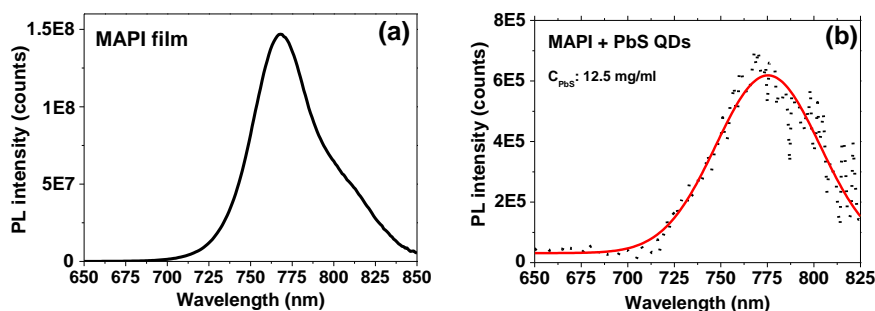 MAPI film
(a)
1.5E8
1E8
5E7
0
650 675 700 725 750 775 800 825 850
Wavelength (nm)
PL intensity (counts)
MAPI + PbS QDs
(b)
C_PbS: 12.5 mg/ml
8E5
6E5
4E5
2E5
0
650 675 700 725 750 775 800 825
Wavelength (nm)
PL intensity (counts)